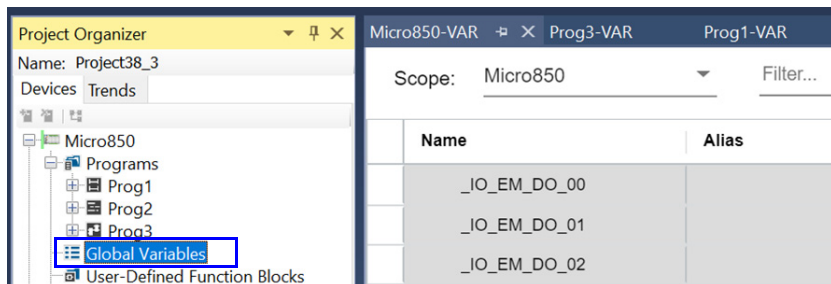 Project Organizer
Name: Project38_3
Devices Trends
Micro850
Programs
Prog1
Prog2
Prog3
Global Variables
User-Defined Function Blocks
Micro850-VAR Prog3-VAR Prog1-VAR
Scope: Micro850 Filter...
Name Alias
_IO_EM_DO_00
_IO_EM_DO_01
_IO_EM_DO_02